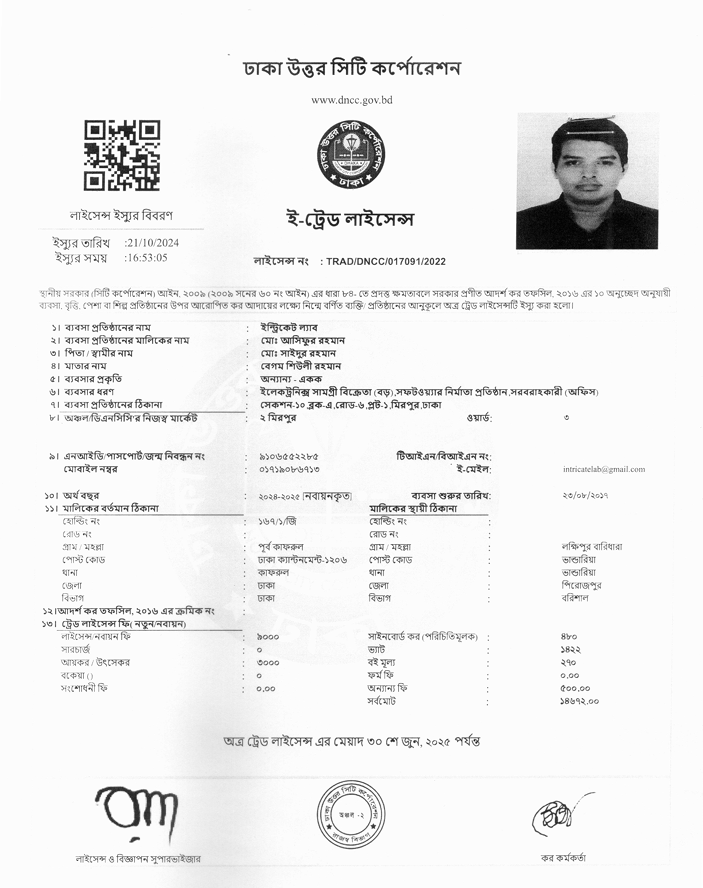 ঢাকা উত্তর সিটি কর্পোরেশন
www.dncc.gov.bd
ঢাকা উত্তর সিটি কর্পোরেশন
ঢাকা
লাইসেন্স ইস্যুর বিবরণ
ই-ট্রেড লাইসেন্স
ইস্যুর তারিখ :21/10/2024
ইস্যুর সময় :16:53:05
লাইসেন্স নং : TRAD/DNCC/017091/2022
স্থানীয় সরকার (সিটি কর্পোরেশন) আইন, ২০০৯ (২০০৯ সনের ৬০ নং আইন) এর ধারা ৮৪- তে প্রদত্ত ক্ষমতাবলে সরকার প্রণীত আদর্শ কর তফসিল, ২০১৬ এর ১০ অনুচ্ছেদ অনুযায়ী
ব্যবসা, বৃত্তি, পেশা বা শিল্প প্রতিষ্ঠানের উপর আরোপিত কর আদায়ের লক্ষ্যে নিম্নে বর্ণিত ব্যক্তি/ প্রতিষ্ঠানের অনুকূলে অত্র ট্রেড লাইসেন্সটি ইস্যু করা হলো।
১। ব্যবসা প্রতিষ্ঠানের নাম : ইন্ট্রিকেট ল্যাব
২। ব্যবসা প্রতিষ্ঠানের মালিকের নাম : মোঃ আসিফুর রহমান
৩। পিতা / স্বামীর নাম : মোঃ সাইদুর রহমান
৪। মাতার নাম : বেগম শিউলী রহমান
৫। ব্যবসার প্রকৃতি : অন্যান্য - একক
৬। ব্যবসার ধরণ : ইলেকট্রনিক্স সামগ্রী বিক্রেতা (বড়),সফটওয়্যার নির্মাতা প্রতিষ্ঠান,সরবরাহকারী (অফিস)
৭। ব্যবসা প্রতিষ্ঠানের ঠিকানা : সেকশন-১০ ব্লক-এ,রোড-৬,প্লট-১,মিরপুর,ঢাকা
৮। অঞ্চল/ডিএনসিসি'র নিজস্ব মার্কেট : ২ মিরপুর ওয়ার্ড: ৩
৯। এনআইডি/পাসপোর্ট/জন্ম নিবন্ধন নং : ৯১০৬৫৫২২৮৫ টিআইএন/বিআইএন নং:
মোবাইল নম্বর : ০১৭১৯০৮৬৭১৩ ই-মেইল: intricatelab@gmail.com
১০। অর্থ বছর : ২০২৪-২০২৫ [নবায়নকৃত] ব্যবসা শুরুর তারিখ: ২৩/০৮/২০১৭
১১। মালিকের বর্তমান ঠিকানা মালিকের স্থায়ী ঠিকানা
হোল্ডিং নং : ১৬৭/১/জি হোল্ডিং নং :
রোড নং : রোড নং :
গ্রাম / মহল্লা : পূর্ব কাফরুল গ্রাম / মহল্লা : লক্ষিপুর বারিধারা
পোস্ট কোড : ঢাকা ক্যান্টনমেন্ট-১২০৬ পোস্ট কোড : ভান্ডারিয়া
থানা : কাফরুল থানা : ভান্ডারিয়া
জেলা : ঢাকা জেলা : পিরোজপুর
বিভাগ : ঢাকা বিভাগ : বরিশাল
১২।আদর্শ কর তফসিল, ২০১৬ এর ক্রমিক নং :
১৩। ট্রেড লাইসেন্স ফি( নতুন/নবায়ন) :
লাইসেন্স/নবায়ন ফি : ৯০০০ সাইনবোর্ড কর (পরিচিতিমূলক) : ৪৮০
সারচার্জ : ০ ভ্যাট : ১৪২২
আয়কর / উৎসেকর : ৩০০০ বই মূল্য : ২৭০
বকেয়া () : ০ ফর্ম ফি : ০.০০
সংশোধনী ফি : ০.০০ অন্যান্য ফি : ৫০০.০০
সর্বমোট : ১৪৬৭২.০০
অত্র ট্রেড লাইসেন্স এর মেয়াদ ৩০ শে জুন, ২০২৫ পর্যন্ত
ঢাকা উত্তর সিটি কর্পোরেশন
অঞ্চল -২
রাজস্ব বিভাগ
লাইসেন্স ও বিজ্ঞাপন সুপারভাইজার
কর কর্মকর্তা